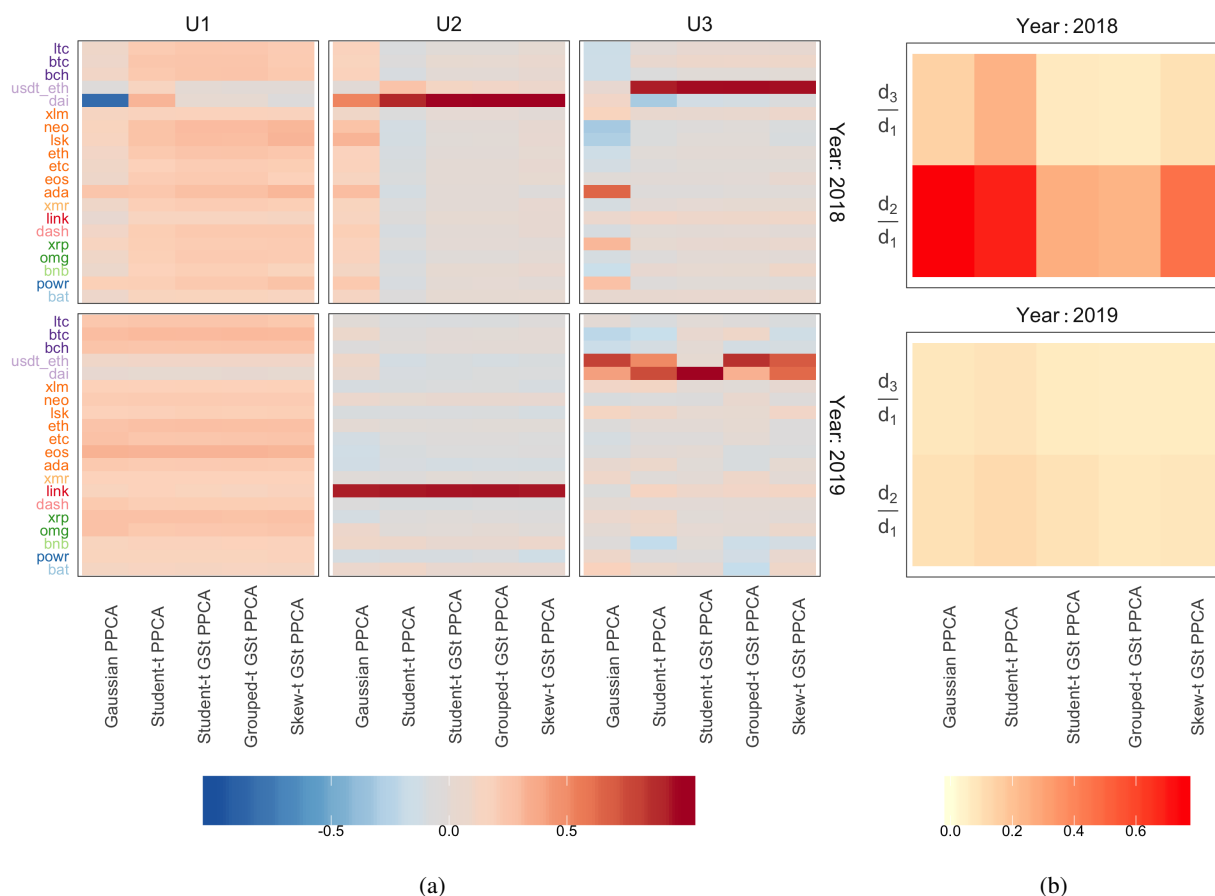 U1 U2 U3
ltc
btc
bch
usdt_eth
dai
xlm
neo
lsk
eth
etc
eos
ada
xmr
link
dash
xrp
omg
bnb
powr
bat
Year: 2018
ltc
btc
bch
usdt_eth
dai
xlm
neo
lsk
eth
etc
eos
ada
xmr
link
dash
xrp
omg
bnb
powr
bat
Year: 2019
Gaussian PPCA
Student-t PPCA
Student-t GSt PPCA
Grouped-t GSt PPCA
Skew-t GSt PPCA
Gaussian PPCA
Student-t PPCA
Student-t GSt PPCA
Grouped-t GSt PPCA
Skew-t GSt PPCA
Gaussian PPCA
Student-t PPCA
Student-t GSt PPCA
Grouped-t GSt PPCA
Skew-t GSt PPCA
-0.5 0.0 0.5
(a)
Year : 2018
d3
d1
d2
d1
Year : 2019
d3
d1
d2
d1
Gaussian PPCA
Student-t PPCA
Student-t GSt PPCA
Grouped-t GSt PPCA
Skew-t GSt PPCA
0.0 0.2 0.4 0.6
(b)